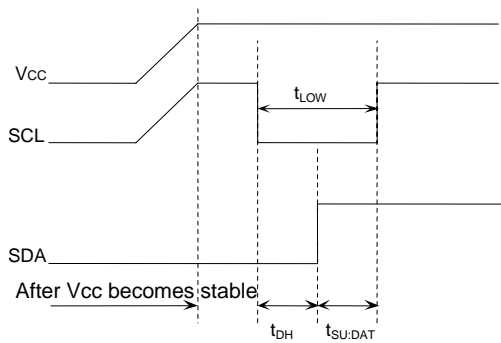 Vcc
tLOW
SCL
SDA
After Vcc becomes stable
tDH
tSU;DAT